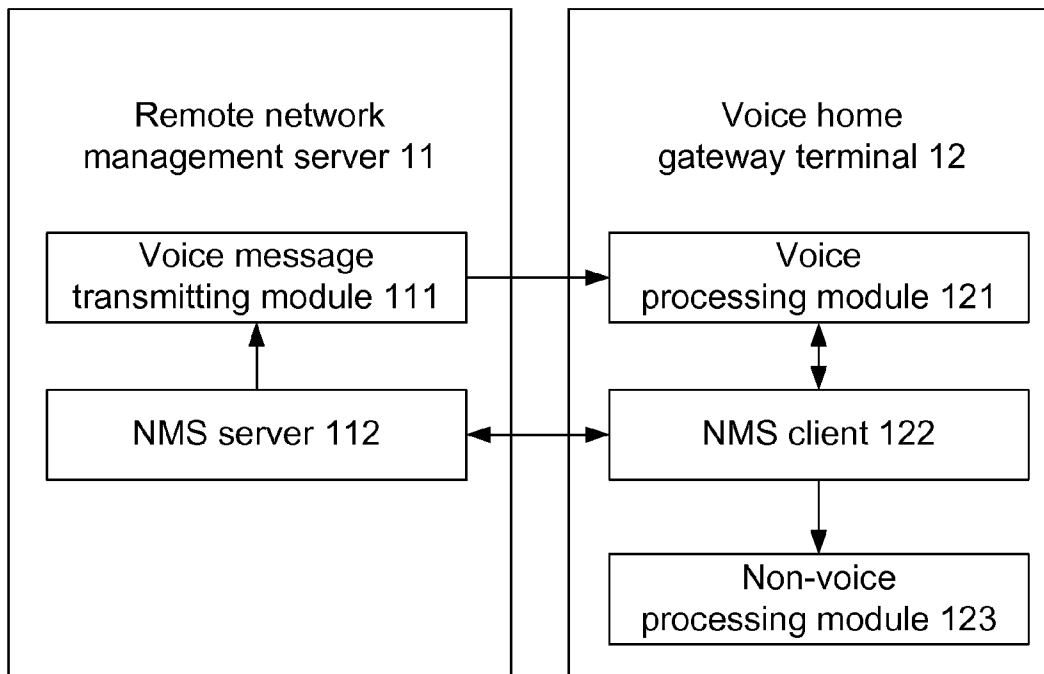 Remote network
management server 11
Voice message
transmitting module 111
NMS server 112
Voice home
gateway terminal 12
Voice
processing module 121
NMS client 122
Non-voice
processing module 123